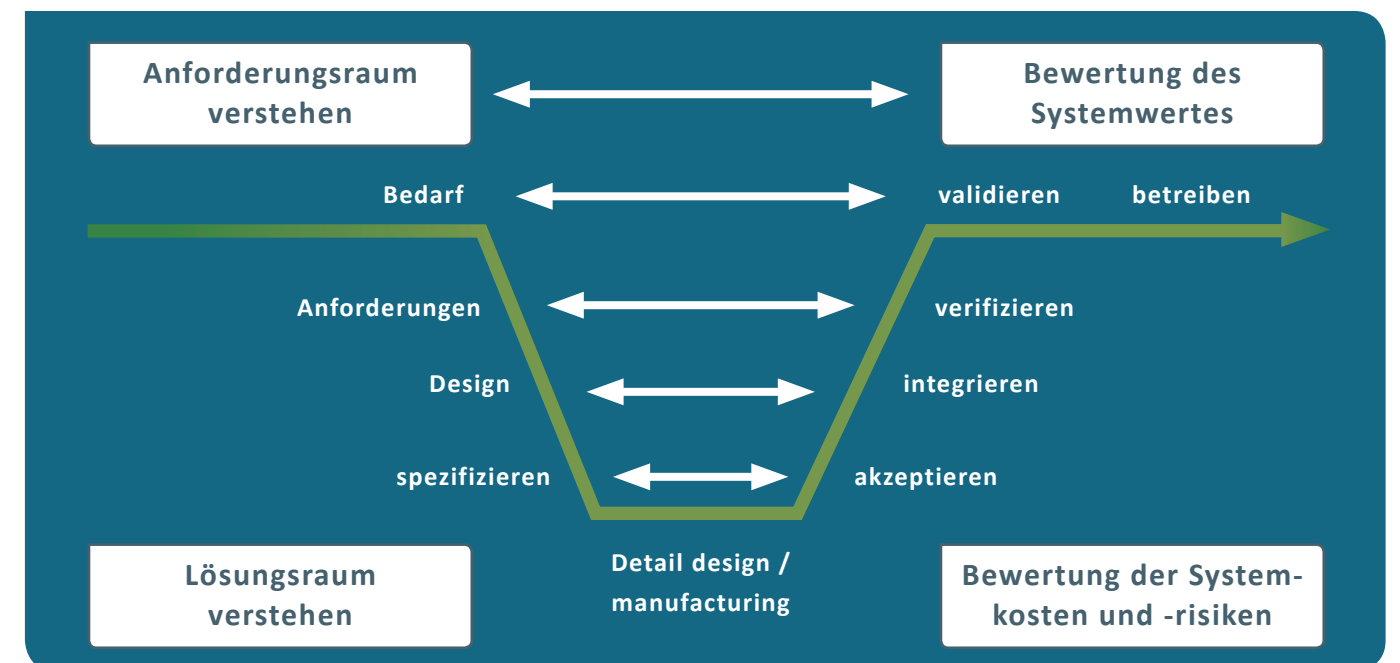 Anforderungsraum
verstehen
Bewertung des
Systemwertes
Bedarf
validieren
betreiben
Anforderungen
verifizieren
Design
integrieren
spezifizieren
akzeptieren
Lösungsraum
verstehen
Detail design /
manufacturing
Bewertung der System-
kosten und -risiken